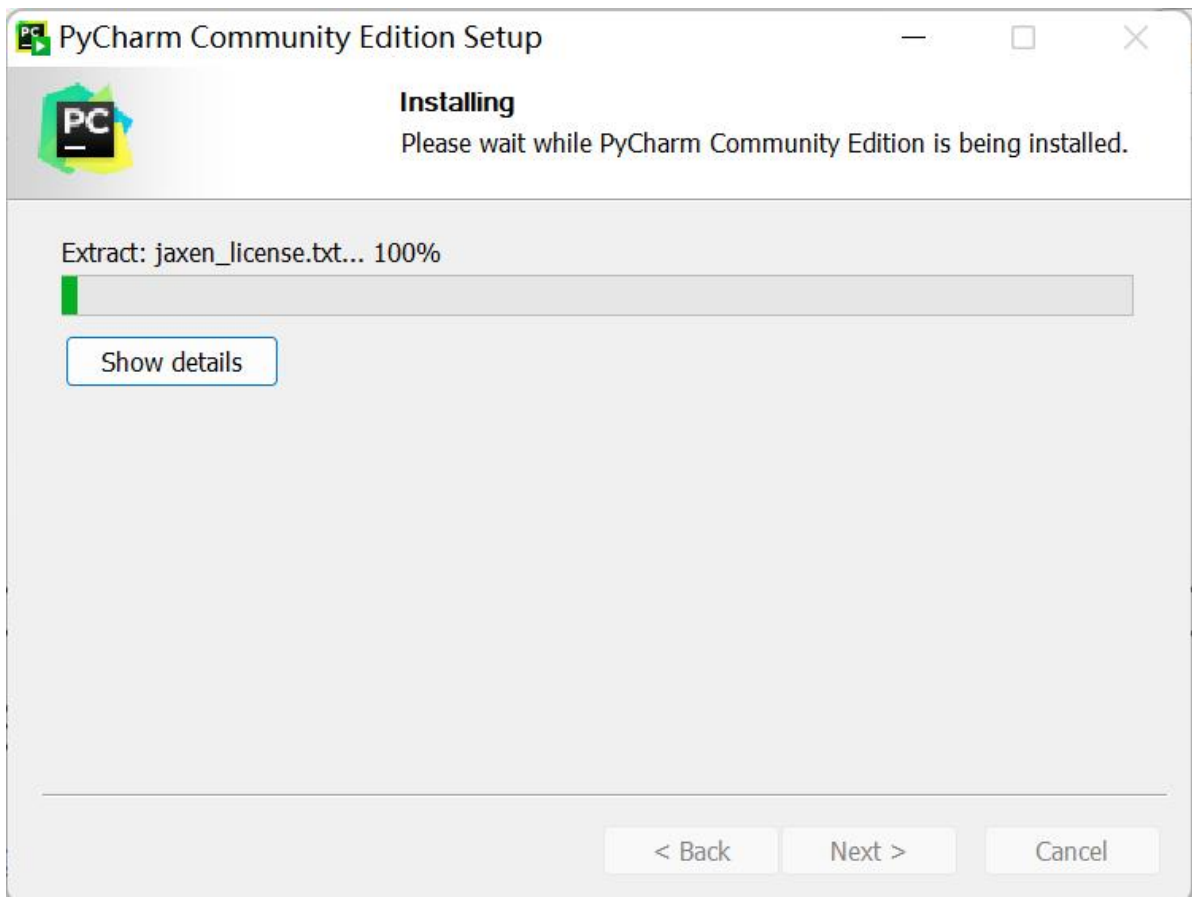 PyCharm Community Edition Setup
PC
Installing
Please wait while PyCharm Community Edition is being installed.
Extract: jaxen_license.txt... 100%
Show details
< Back
Next >
Cancel